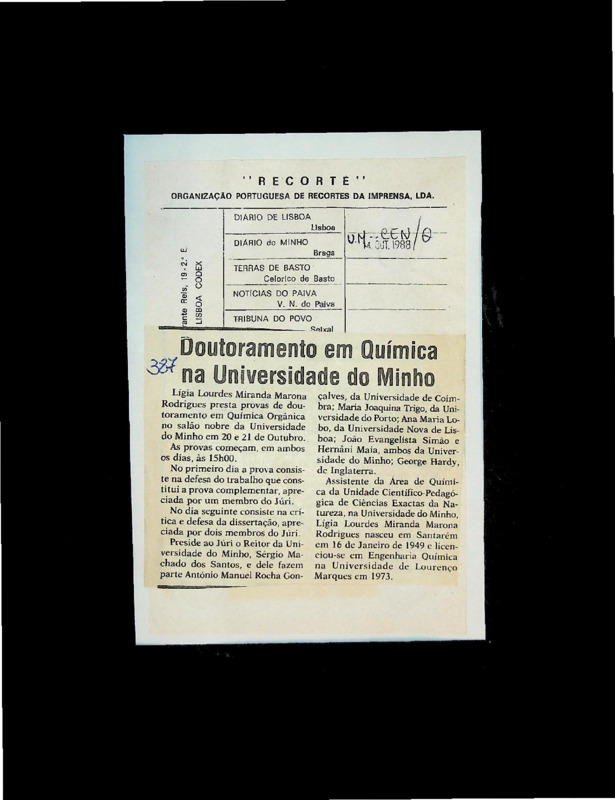 "RECORTE"
ORGANIZAÇÃO PORTUGUESA DE RECORTES DA IMPRENSA, LDA.
rante Reis, 19-2.º E.
LISBOA CODEX
DIÁRIO DE LISBOA
Lisboa
DIÁRIO do MINHO
Braga
TERRAS DE BASTO
Celorico de Basto
NOTÍCIAS DO PAIVA
V. N. do Paiva
TRIBUNA DO POVO
Seixal
U.M. - CEN/Q
14 OUT. 1988
387
Doutoramento em Química
na Universidade do Minho
Lígia Lourdes Miranda Marona
Rodrigues presta provas de dou-
toramento em Química Orgânica
no salão nobre da Universidade
do Minho em 20 e 21 de Outubro.
As provas começam, em ambos
os dias, às 15h00.
No primeiro dia a prova consis-
te na defesa do trabalho que cons-
titui a prova complementar, apre-
ciada por um membro do Júri.
No dia seguinte consiste na crí-
tica e defesa da dissertação, apre-
ciada por dois membros do Júri.
Preside ao Júri o Reitor da Uni-
versidade do Minho, Sérgio Ma-
chado dos Santos, e dele fazem
parte António Manuel Rocha Gon-
çalves, da Universidade de Coim-
bra; Maria Joaquina Trigo, da Uni-
versidade do Porto; Ana Maria Lo-
bo, da Universidade Nova de Lis-
boa; João Evangelista Simão e
Hernâni Maia, ambos da Univer-
sidade do Minho; George Hardy,
de Inglaterra.
Assistente da Área de Quími-
ca da Unidade Científico-Pedagó-
gica de Ciências Exactas da Na-
tureza, na Universidade do Minho,
Lígia Lourdes Miranda Marona
Rodrigues nasceu em Santarém
em 16 de Janeiro de 1949 e licen-
ciou-se em Engenharia Química
na Universidade de Lourenço
Marques em 1973.